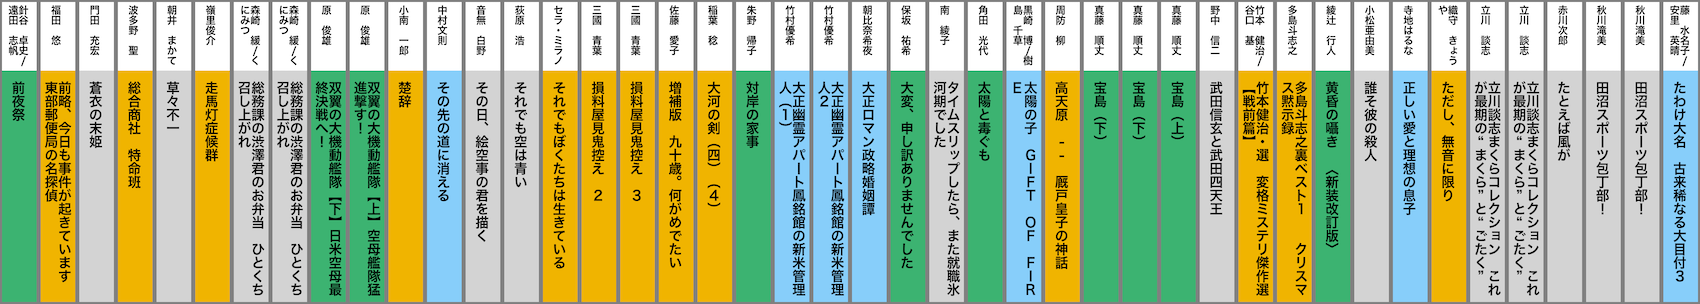 藤 水名子/
安里 英晴
たわけ大名 古来稀なる大目付3
秋川滝美
田沼スポーツ包丁部!
秋川滝美
田沼スポーツ包丁部!
赤川次郎
たとえば風が
立川 談志
立川談志まくらコレクション これ
が最期の“まくら”と“ごたく”
立川 談志
立川談志まくらコレクション これ
が最期の“まくら”と“ごたく”
織守 きょう
や
ただし、無音に限り
寺地はるな
正しい愛と理想の息子
小松亜由美
誰そ彼の殺人
綾辻 行人
黄昏の囁き 〈新装改訂版〉
多島斗志之
多島斗志之裏ベスト1 クリスマ
ス黙示録
竹本 健治/
谷口 基
竹本健治・選 変格ミステリ傑作選
【戦前篇】
野中 信二
武田信玄と武田四天王
真藤 順丈
宝島(上)
真藤 順丈
宝島(下)
真藤 順丈
宝島(下)
周防 柳
高天原 -- 厩戸皇子の神話
黒崎 博/樹
島 千草
太陽の子 GIFT OF FIR
E
角田 光代
太陽と毒ぐも
南 綾子
タイムスリップしたら、また就職氷
河期でした
保坂 祐希
大変、申し訳ありませんでした
朝比奈希夜
大正ロマン政略婚姻譚
竹村優希
大正幽霊アパート鳳銘館の新米管理
人2
竹村優希
大正幽霊アパート鳳銘館の新米管理
人(1)
朱野 帰子
対岸の家事
稲葉 稔
大河の剣(四) (4)
佐藤 愛子
増補版 九十歳。何がめでたい
三國 青葉
損料屋見鬼控え 3
三國 青葉
損料屋見鬼控え 2
セラ・ミラノ
それでもぼくたちは生きている
荻原 浩
それでも空は青い
音無 白野
その日、絵空事の君を描く
中村文則
その先の道に消える
小南 一郎
楚辞
原 俊雄
双翼の大機動艦隊【上】空母艦隊猛
進撃す!
原 俊雄
双翼の大機動艦隊【下】日米空母最
終決戦へ!
森崎 緩/く
にみつ
総務課の渋澤君のお弁当 ひとくち
召し上がれ
森崎 緩/く
にみつ
総務課の渋澤君のお弁当 ひとくち
召し上がれ
嶺里俊介
走馬灯症候群
朝井 まかて
草々不一
波多野 聖
総合商社 特命班
門田 充宏
蒼衣の末姫
福田 悠
前略、今日も事件が起きています
東部郵便局の名探偵
針谷 卓史/
遠田 志帆
前夜祭